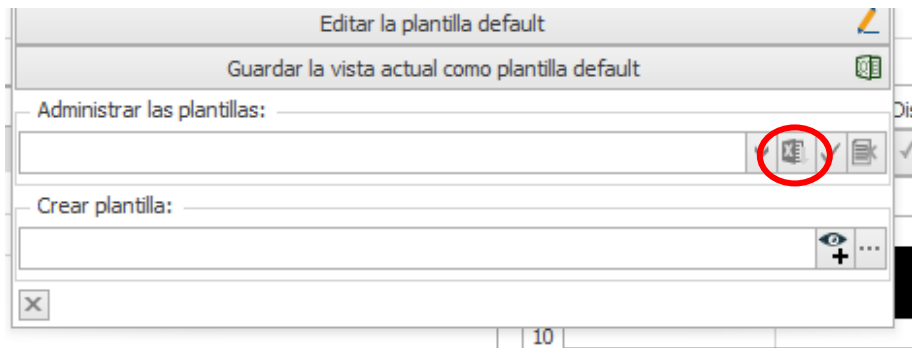 Editar la plantilla default
Guardar la vista actual como plantilla default
Administrar las plantillas:
Crear plantilla:
10